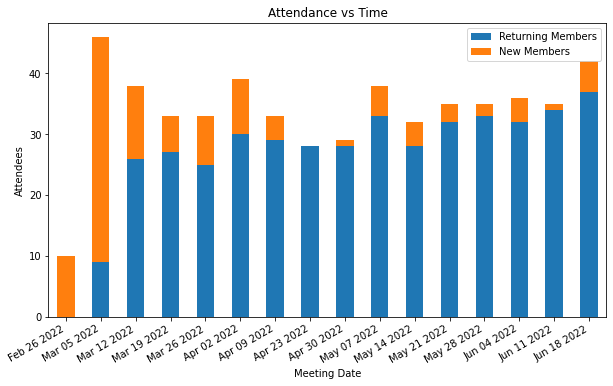 Attendance vs Time
Returning Members
New Members
Attendees
40
30
20
10
0
Feb 26 2022
Mar 05 2022
Mar 12 2022
Mar 19 2022
Mar 26 2022
Apr 02 2022
Apr 09 2022
Apr 23 2022
Apr 30 2022
May 07 2022
May 14 2022
May 21 2022
May 28 2022
Jun 04 2022
Jun 11 2022
Jun 18 2022
Meeting Date